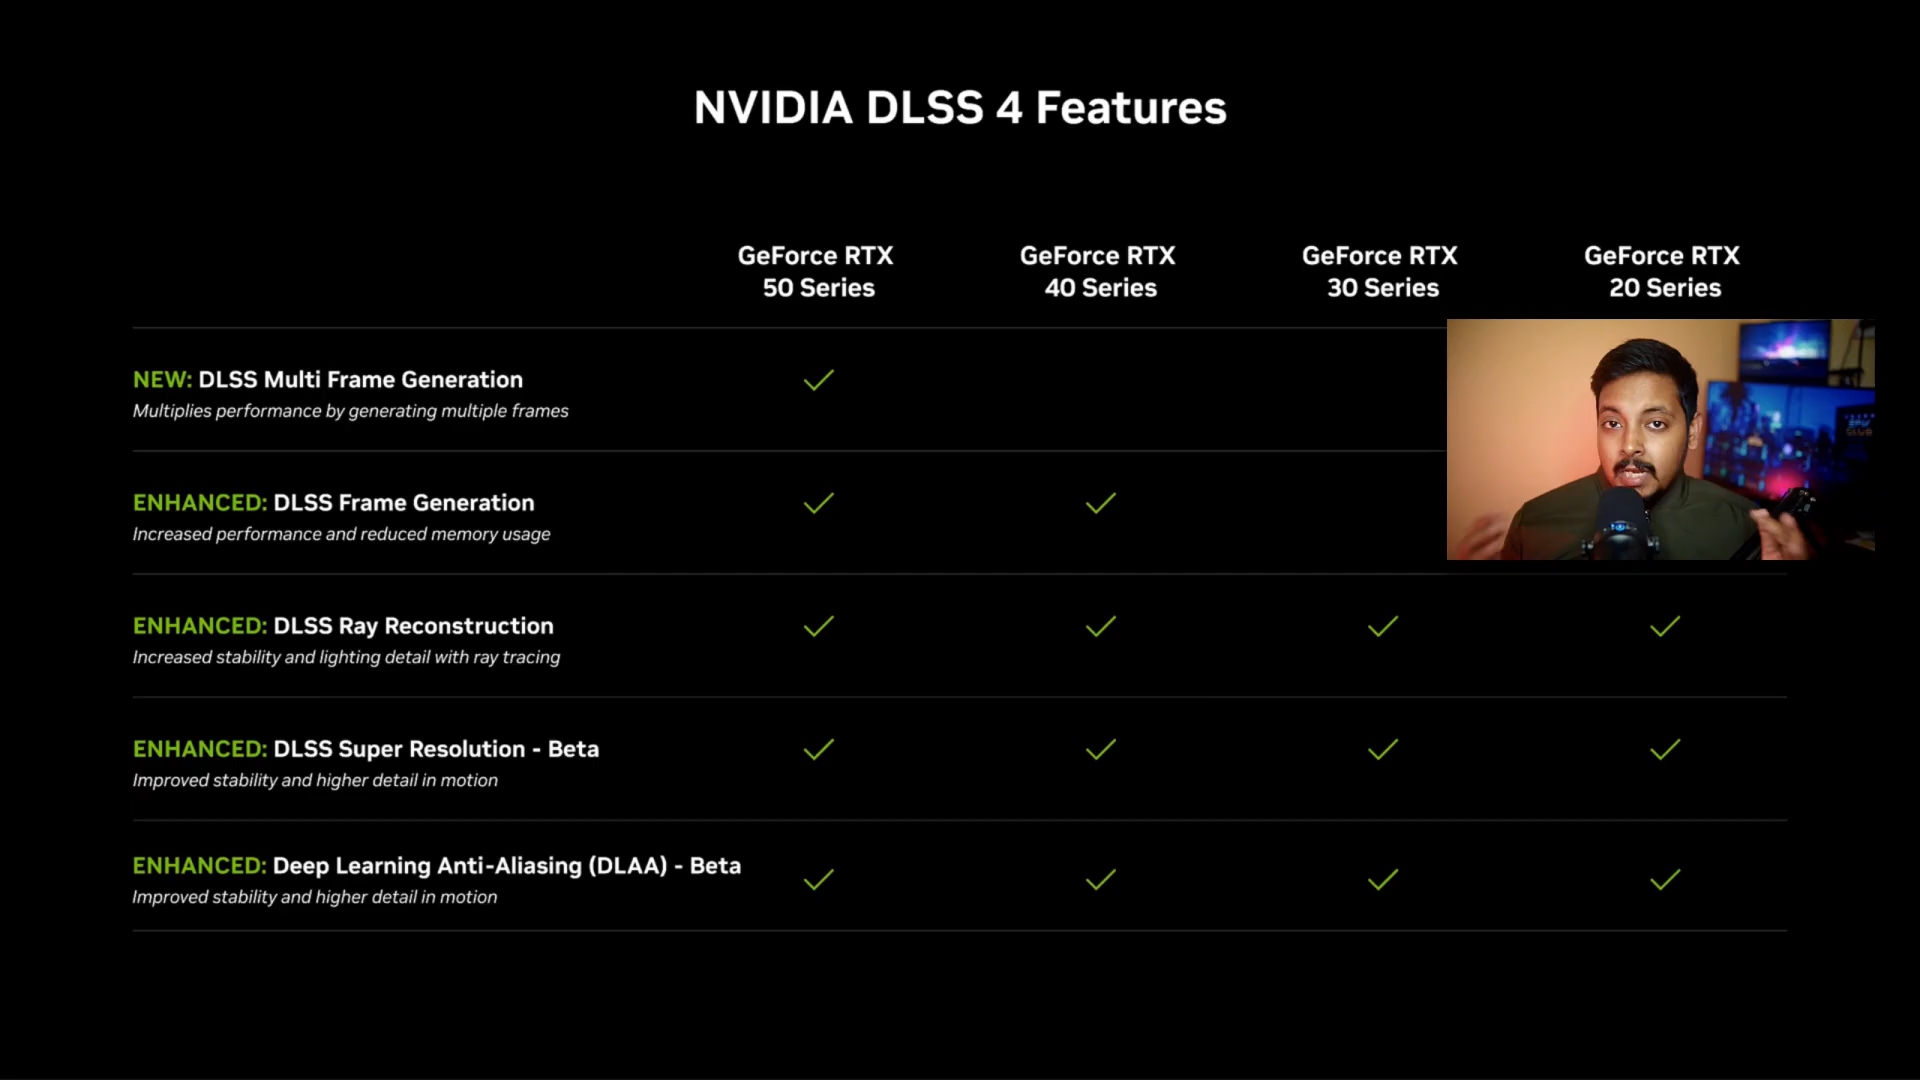 NVIDIA DLSS 4 Features
GeForce RTX
50 Series
GeForce RTX
40 Series
GeForce RTX
30 Series
GeForce RTX
20 Series
NEW: DLSS Multi Frame Generation
Multiplies performance by generating multiple frames
ENHANCED: DLSS Frame Generation
Increased performance and reduced memory usage
ENHANCED: DLSS Ray Reconstruction
Increased stability and lighting detail with ray tracing
ENHANCED: DLSS Super Resolution - Beta
Improved stability and higher detail in motion
ENHANCED: Deep Learning Anti-Aliasing (DLAA) - Beta
Improved stability and higher detail in motion